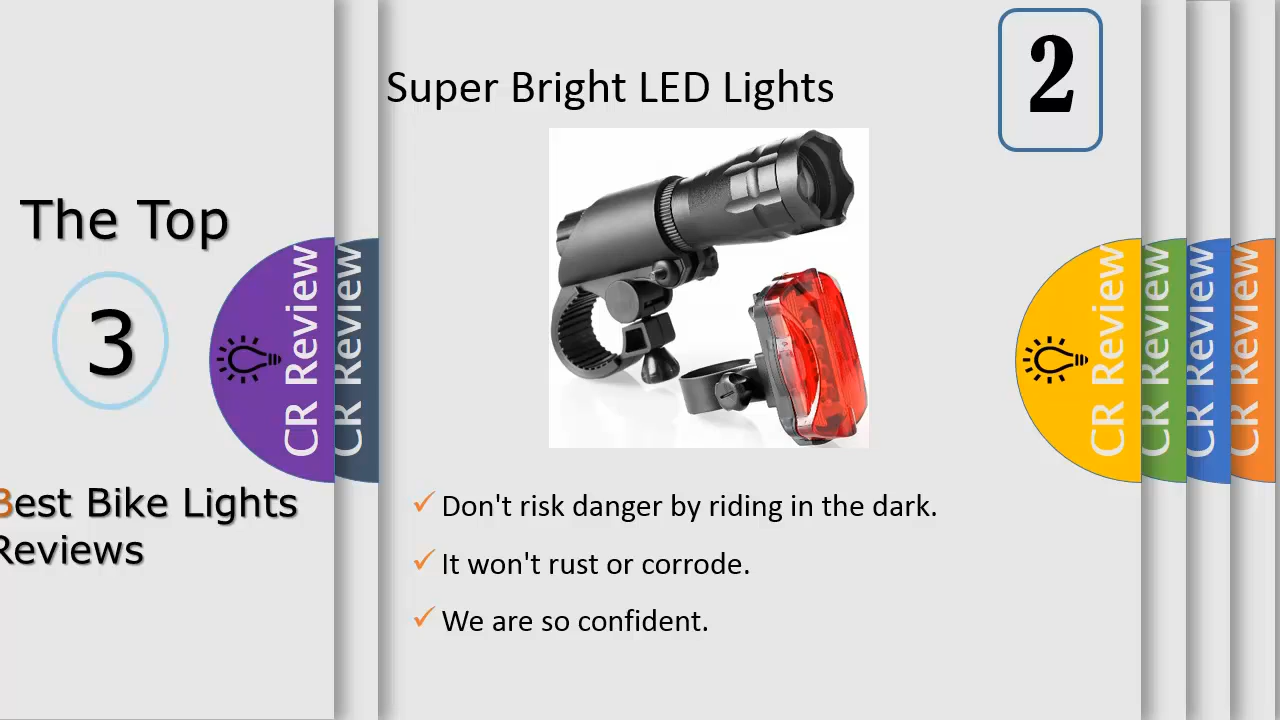 The Top
3
Best Bike Lights
Reviews
CR Review
CR Review
Super Bright LED Lights
2
Don't risk danger by riding in the dark.
It won't rust or corrode.
We are so confident.
CR Review
CR Review
CR Review
CR Review